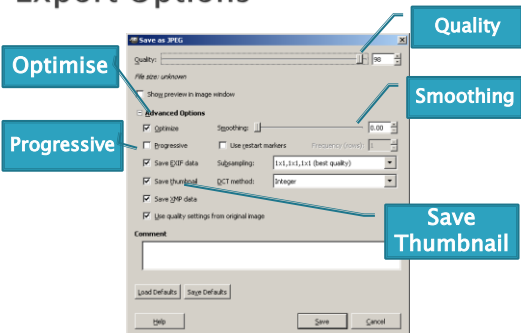 Export Options
Quality
Save as JPEG
Quality:
98
Optimise
File size: unknown
Show preview in image window
Smoothing
Advanced Options
Optimize
Smoothing:
0.00
Progressive
Progressive
Use restart markers
Frequency (rows):
1
Save EXIF data
Subsampling:
1x1,1x1,1x1 (best quality)
Save thumbnail
DCT method:
Integer
Save XMP data
Save
Thumbnail
Use quality settings from original image
Comment
Load Defaults
Save Defaults
Help
Save
Cancel